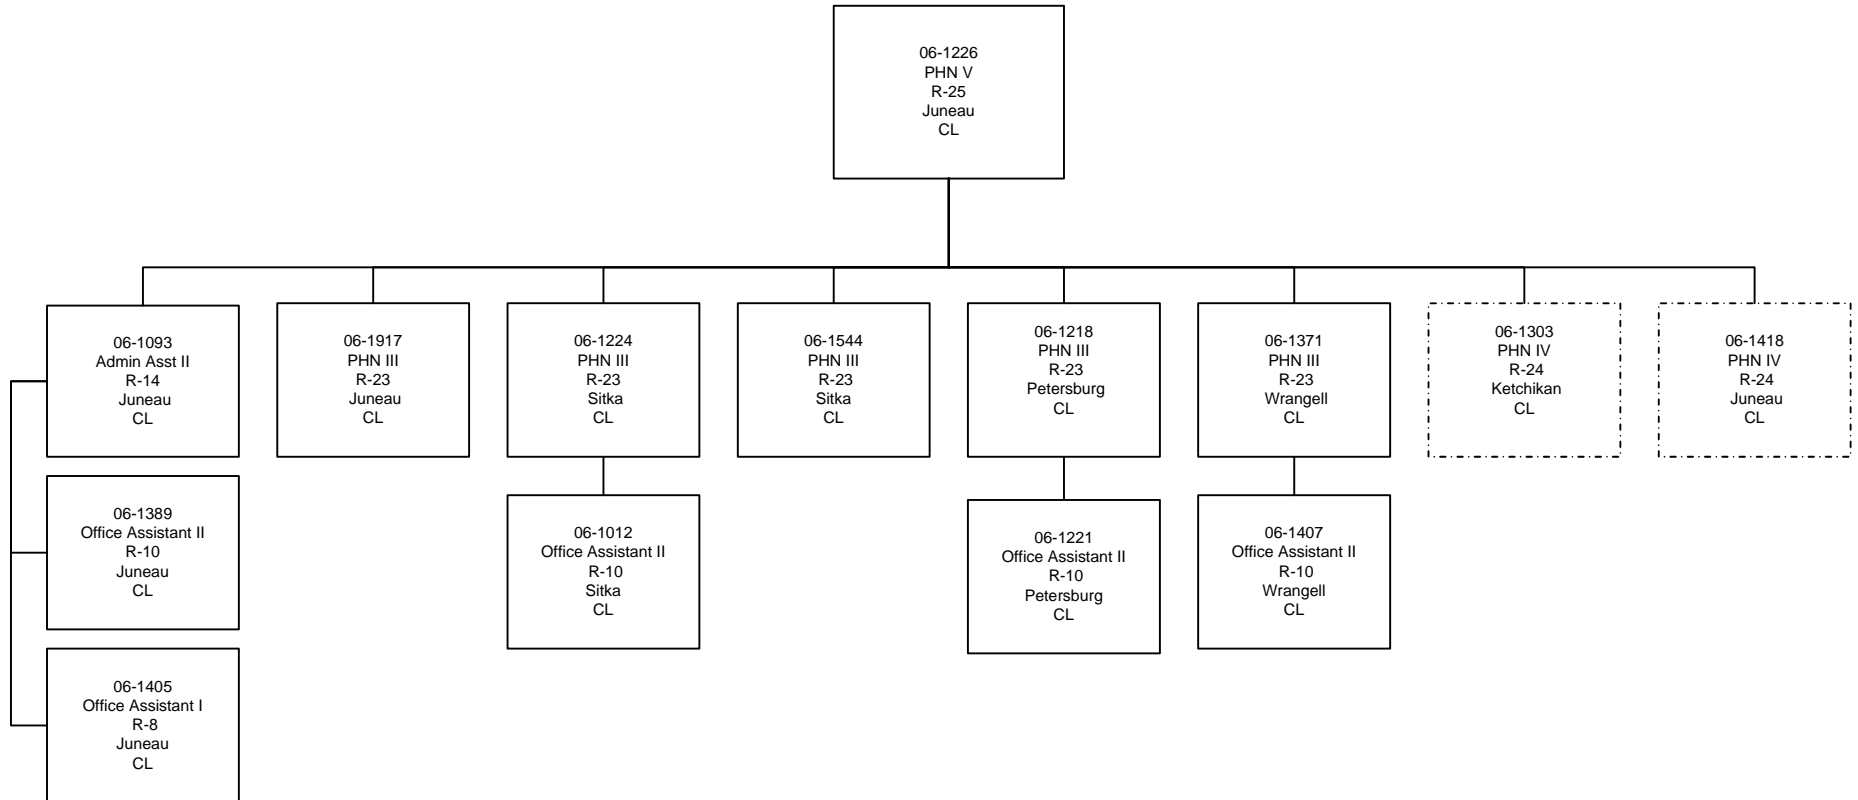 06-1226
PHN V
R-25
Juneau
CL
06-1093
Admin Asst II
R-14
Juneau
CL
06-1917
PHN III
R-23
Juneau
CL
06-1224
PHN III
R-23
Sitka
CL
06-1544
PHN III
R-23
Sitka
CL
06-1218
PHN III
R-23
Petersburg
CL
06-1371
PHN III
R-23
Wrangell
CL
06-1303
PHN IV
R-24
Ketchikan
CL
06-1418
PHN IV
R-24
Juneau
CL
06-1389
Office Assistant II
R-10
Juneau
CL
06-1012
Office Assistant II
R-10
Sitka
CL
06-1221
Office Assistant II
R-10
Petersburg
CL
06-1407
Office Assistant II
R-10
Wrangell
CL
06-1405
Office Assistant I
R-8
Juneau
CL